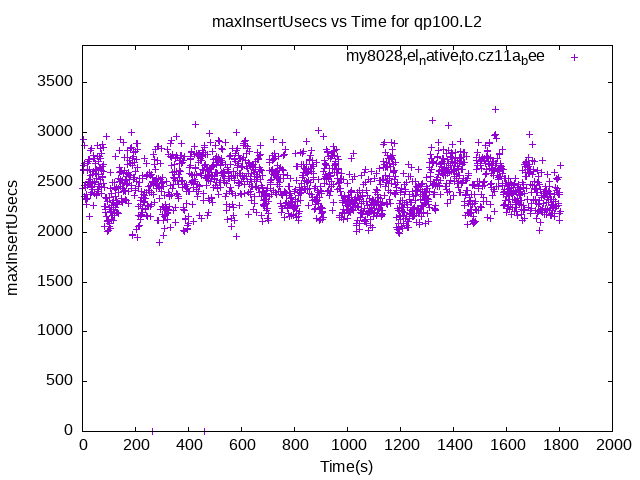 maxInsertUsecs vs Time for qp100.L2
my8028relnativelto.cz11abee
3500
3000
2500
2000
1500
1000
500
0
maxInsertUsecs
0 200 400 600 800 1000 1200 1400 1600 1800 2000
Time(s)